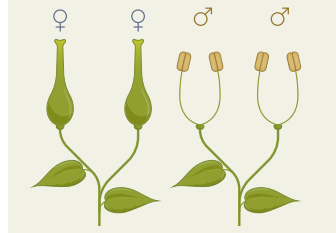 ♀ ♀ ♂ ♂